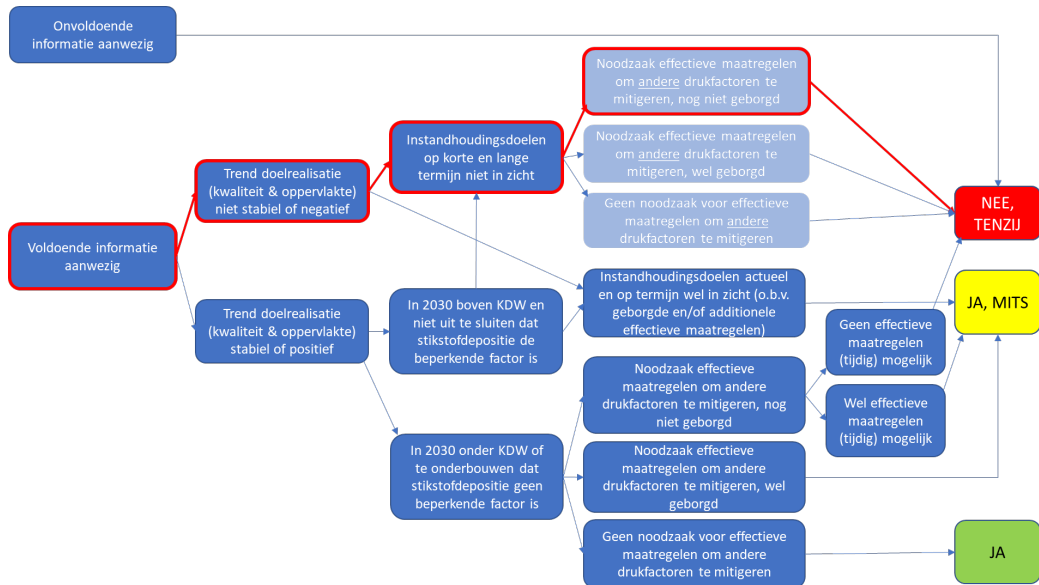 Onvoldoende
informatie aanwezig
Noodzaak effectieve maatregelen
om andere drukfactoren te
mitigeren, nog niet geborgd
Instandhoudingsdoelen
op korte en lange
termijn niet in zicht
Noodzaak effectieve maatregelen
om andere drukfactoren te
mitigeren, wel geborgd
Trend doelrealisatie
(kwaliteit & oppervlakte)
niet stabiel of negatief
Geen noodzaak voor effectieve
maatregelen om andere
drukfactoren te mitigeren
NEE,
TENZIJ
Voldoende informatie
aanwezig
Instandhoudingsdoelen actueel
en op termijn wel in zicht (o.b.v.
geborgde en/of additionele
effectieve maatregelen)
JA, MITS
Trend doelrealisatie
(kwaliteit & oppervlakte)
stabiel of positief
In 2030 boven KDW en
niet uit te sluiten dat
stikstofdepositie de
beperkende factor is
Geen effectieve
maatregelen
(tijdig) mogelijk
Noodzaak effectieve
maatregelen om andere
drukfactoren te mitigeren, nog
niet geborgd
Wel effectieve
maatregelen
(tijdig) mogelijk
In 2030 onder KDW of
te onderbouwen dat
stikstofdepositie geen
beperkende factor is
Noodzaak effectieve
maatregelen om andere
drukfactoren te mitigeren, wel
geborgd
Geen noodzaak voor effectieve
maatregelen om andere
drukfactoren te mitigeren
JA